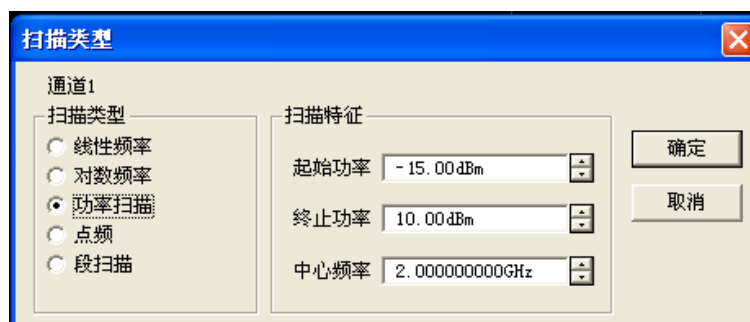 扫描类型
通道1
扫描类型
线性频率
对数频率
功率扫描
点频
段扫描
扫描特征
起始功率 -15.00dBm
终止功率 10.00dBm
中心频率 2.000000000GHz
确定
取消